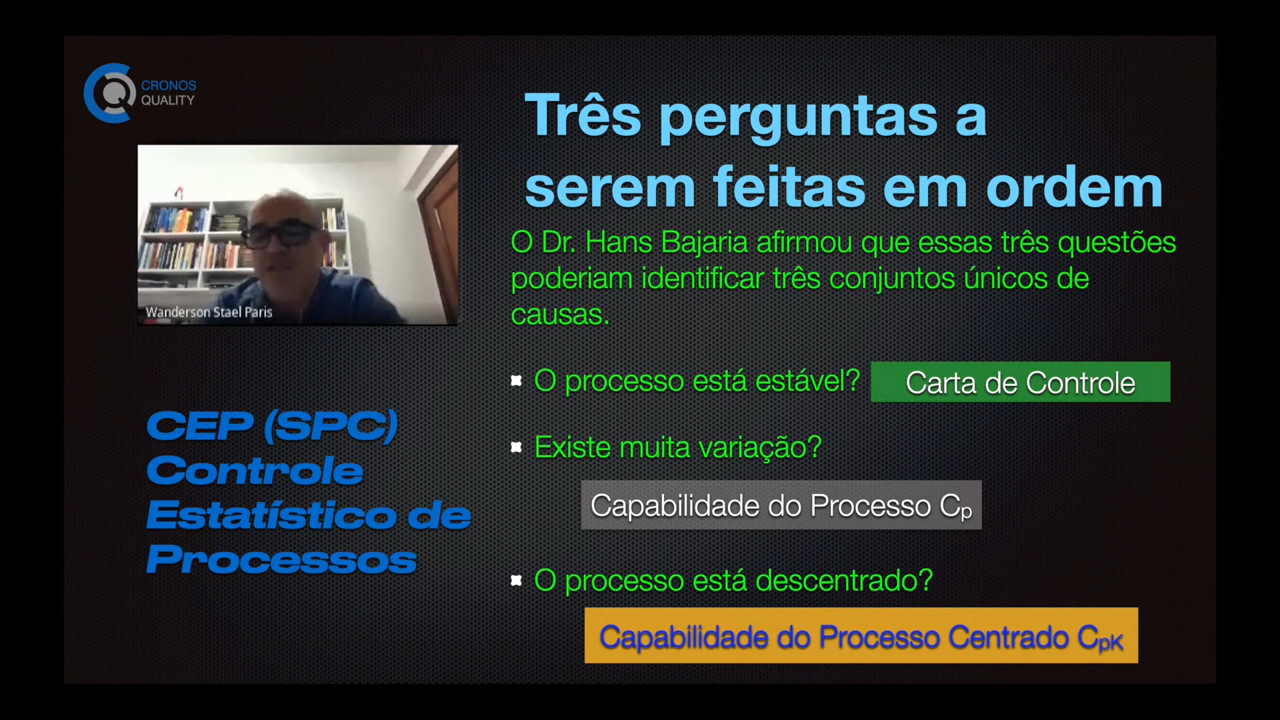 CRONOS
QUALITY
Três perguntas a
serem feitas em ordem
O Dr. Hans Bajaria afirmou que essas três questões
poderiam identificar três conjuntos únicos de
causas.
Wanderson Stael Paris
O processo está estável?
Carta de Controle
Existe muita variação?
Capabilidade do Processo Cp
O processo está descentrado?
Capabilidade do Processo Centrado CpK
CEP (SPC)
Controle
Estatístico de
Processos